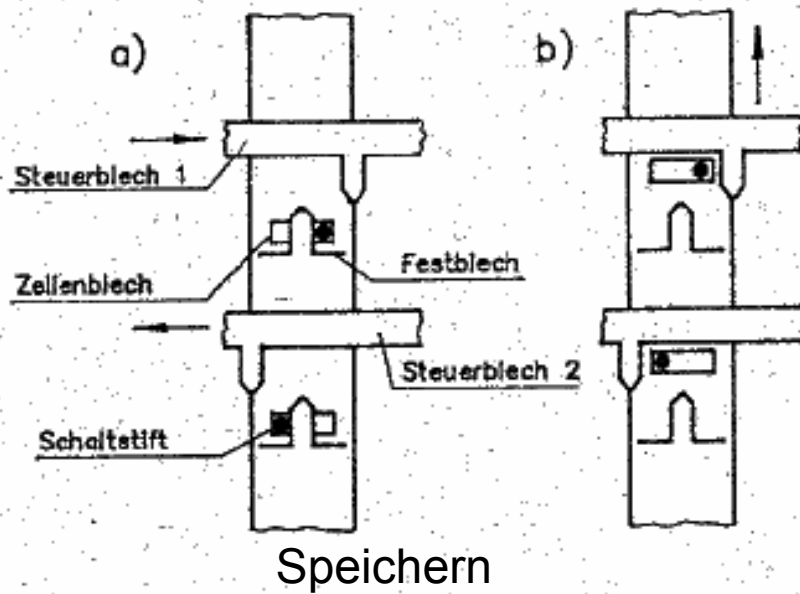 a)
b)
Steuerblech 1
Festblech
Zellenblech
Steuerblech 2
Schaltstift
Speichern